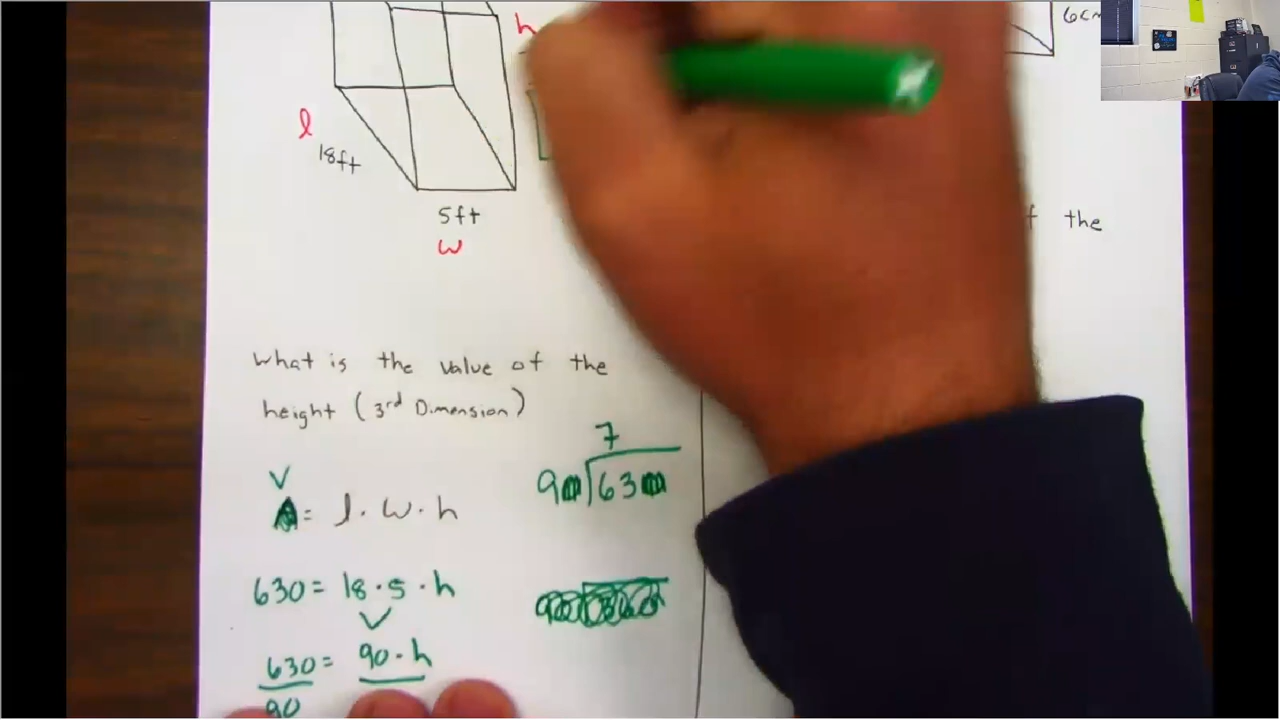 h
6cm
l
18ft
5ft
w
the
What is the value of the
height (3rd Dimension)
7
90 630
V
= l · w · h
630 = 18 · 5 · h
630 = 90 · h
90